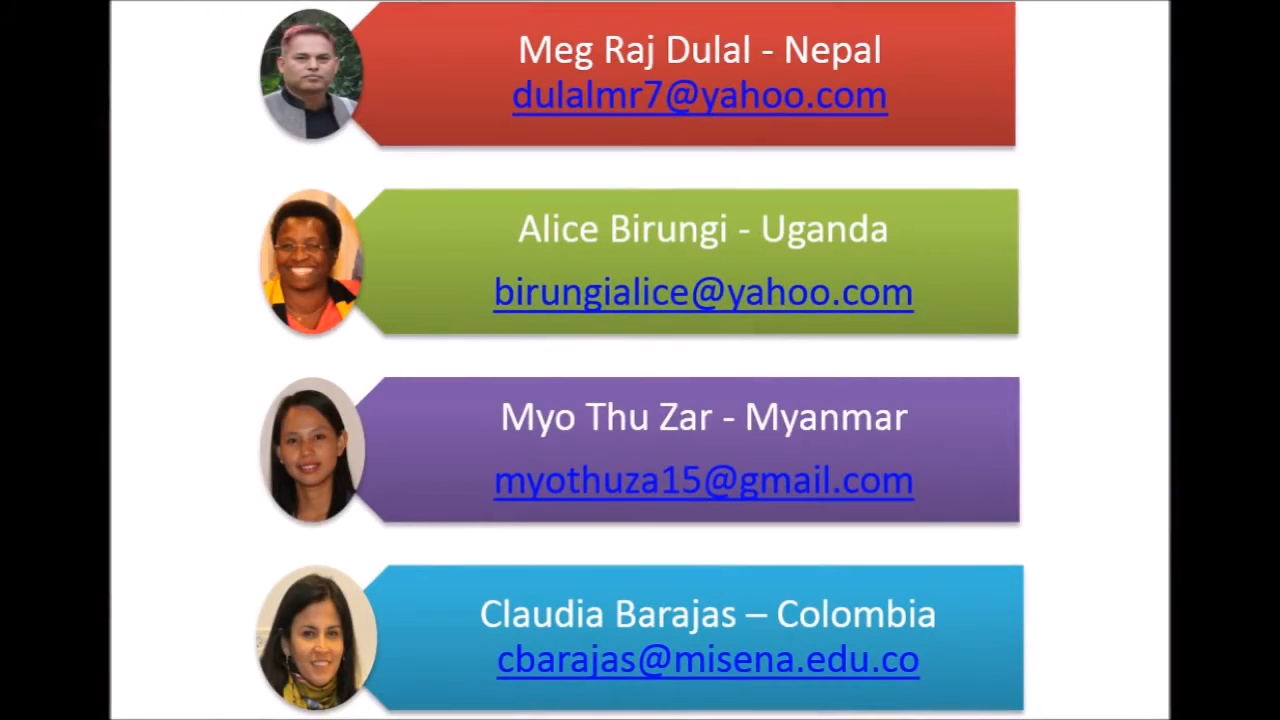 Meg Raj Dulal - Nepal
dulalmr7@yahoo.com
Alice Birungi - Uganda
birungialice@yahoo.com
Myo Thu Zar - Myanmar
myothuza15@gmail.com
Claudia Barajas – Colombia
cbarajas@misena.edu.co